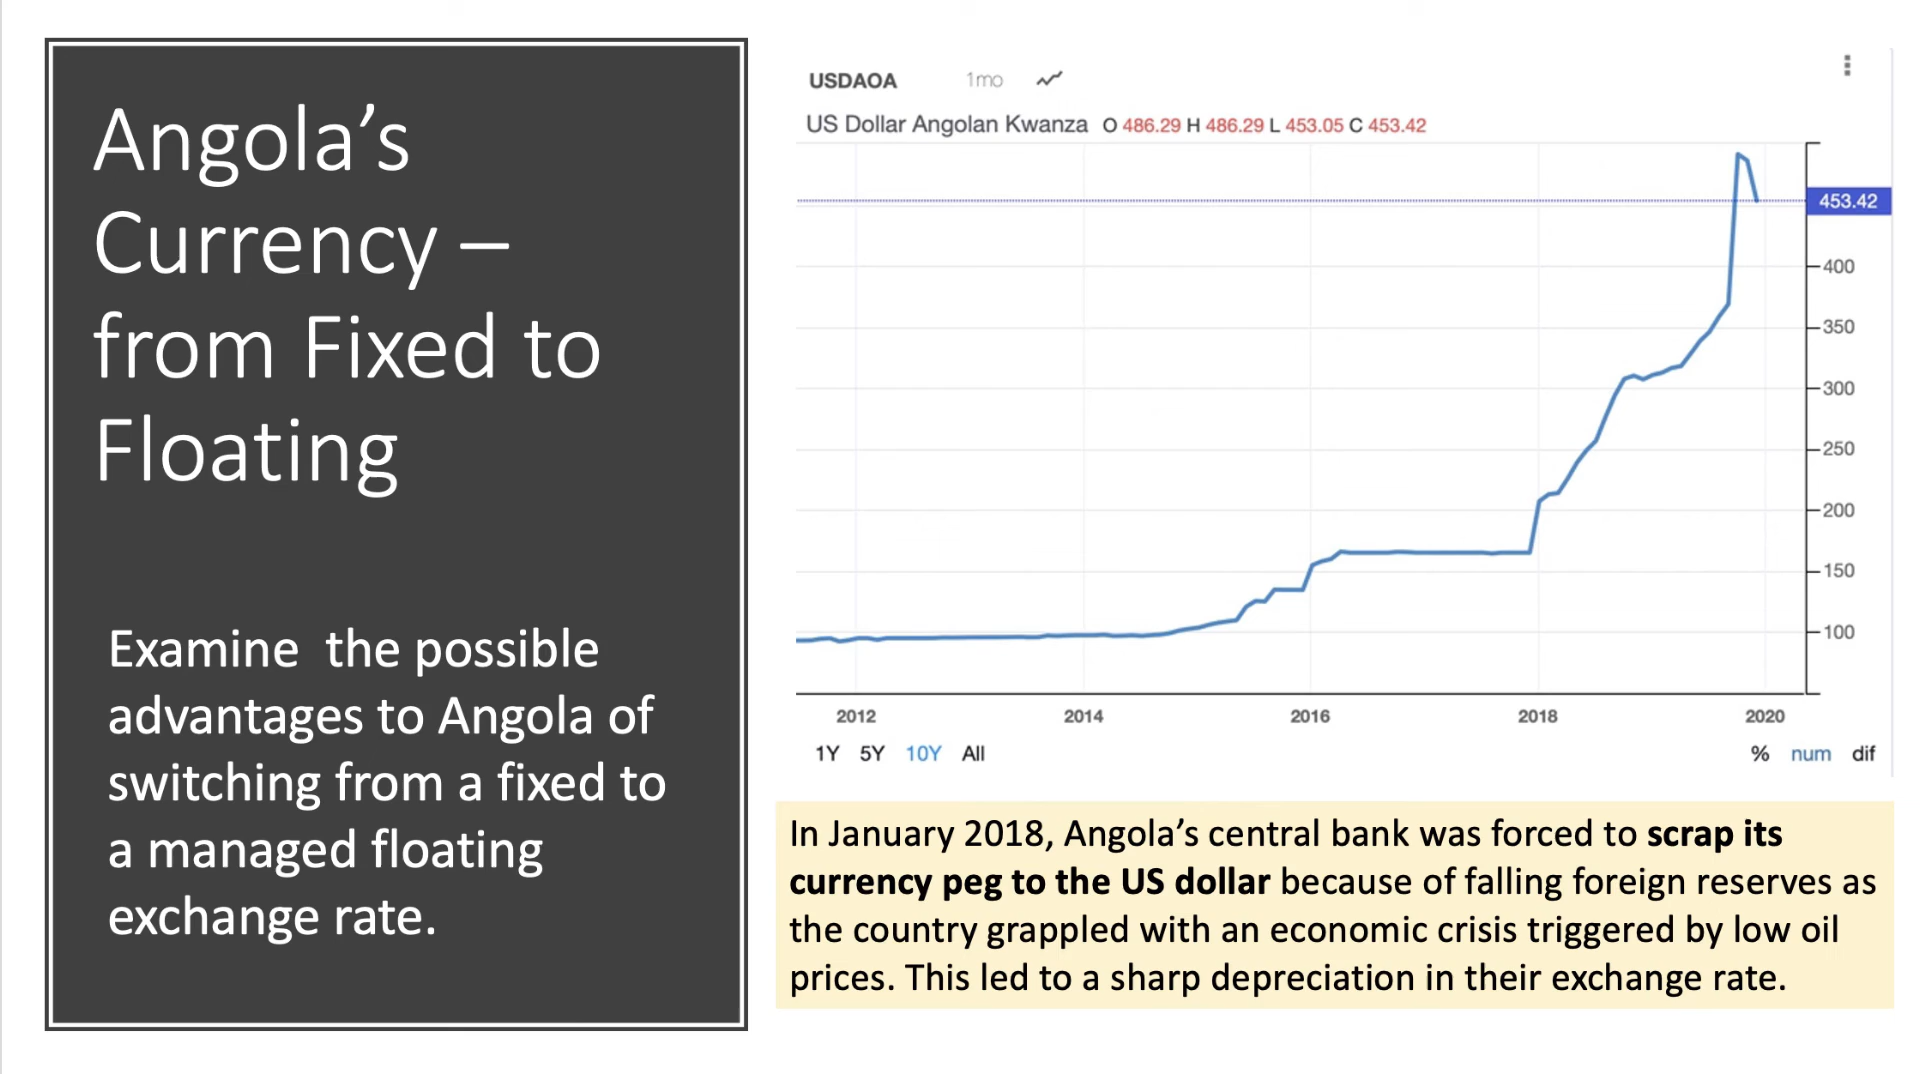 Angola’s
Currency –
from Fixed to
Floating
Examine  the possible
advantages to Angola of
switching from a fixed to
a managed floating
exchange rate.
USDAOA 1mo
US Dollar Angolan Kwanza O 486.29 H 486.29 L 453.05 C 453.42
453.42
400
350
300
250
200
150
100
2012 2014 2016 2018 2020
1Y 5Y 10Y All % num dif
In January 2018, Angola’s central bank was forced to scrap its
currency peg to the US dollar because of falling foreign reserves as
the country grappled with an economic crisis triggered by low oil
prices. This led to a sharp depreciation in their exchange rate.